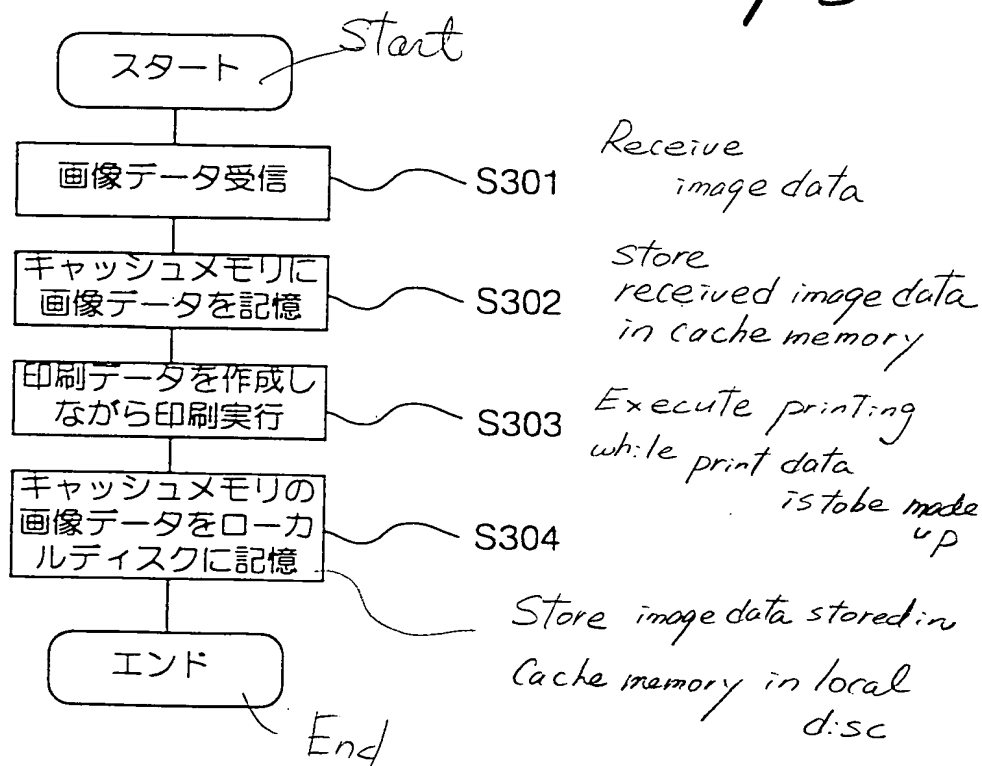 スタート
Start
画像データ受信
S301
Receive
image data
キャッシュメモリに
画像データを記憶
S302
store
received image data
in cache memory
印刷データを作成し
ながら印刷実行
S303
Execute printing
while print data
is to be made
up
キャッシュメモリの
画像データをローカ
ルディスクに記憶
S304
Store image data stored in
Cache memory in local
disc
エンド
End